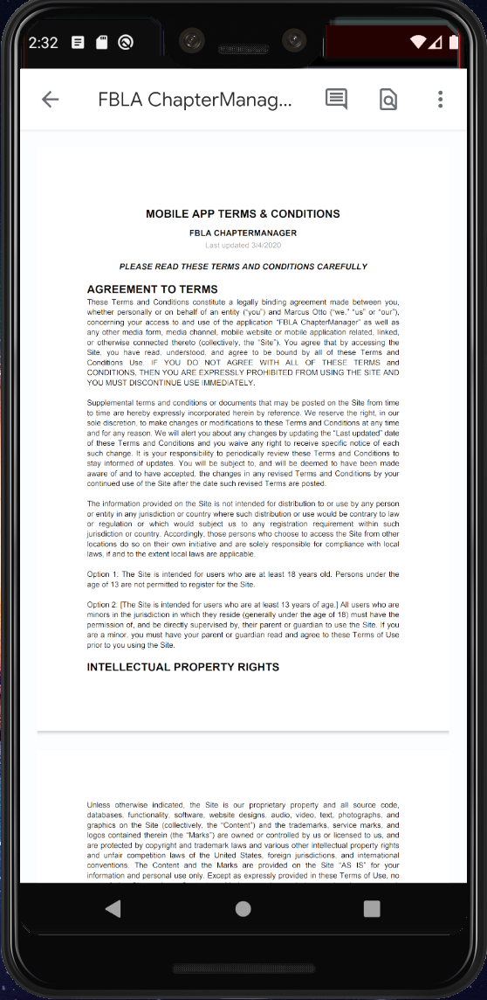 2:32
FBLA ChapterManag...
MOBILE APP TERMS & CONDITIONS
FBLA CHAPTERMANAGER
Last updated 3/4/2020
PLEASE READ THESE TERMS AND CONDITIONS CAREFULLY
AGREEMENT TO TERMS
These Terms and Conditions constitute a legally binding agreement made between you,
whether personally or on behalf of an entity (“you”) and Marcus Otto (“we,” “us” or “our”),
concerning your access to and use of the application “FBLA ChapterManager” as well as
any other media form, media channel, mobile website or mobile application related, linked,
or otherwise connected thereto (collectively, the “Site”). You agree that by accessing the
Site, you have read, understood, and agree to be bound by all of these Terms and
Conditions Use. IF YOU DO NOT AGREE WITH ALL OF THESE TERMS and
CONDITIONS, THEN YOU ARE EXPRESSLY PROHIBITED FROM USING THE SITE AND
YOU MUST DISCONTINUE USE IMMEDIATELY.
Supplemental terms and conditions or documents that may be posted on the Site from time
to time are hereby expressly incorporated herein by reference. We reserve the right, in our
sole discretion, to make changes or modifications to these Terms and Conditions at any time
and for any reason. We will alert you about any changes by updating the “Last updated” date
of these Terms and Conditions and you waive any right to receive specific notice of each
such change. It is your responsibility to periodically review these Terms and Conditions to
stay informed of updates. You will be subject to, and will be deemed to have been made
aware of and to have accepted, the changes in any revised Terms and Conditions by your
continued use of the Site after the date such revised Terms are posted.
The information provided on the Site is not intended for distribution to or use by any person
or entity in any jurisdiction or country where such distribution or use would be contrary to law
or regulation or which would subject us to any registration requirement within such
jurisdiction or country. Accordingly, those persons who choose to access the Site from other
locations do so on their own initiative and are solely responsible for compliance with local
laws, if and to the extent local laws are applicable.
Option 1: The Site is intended for users who are at least 18 years old. Persons under the
age of 13 are not permitted to register for the Site.
Option 2: [The Site is intended for users who are at least 13 years of age.] All users who are
minors in the jurisdiction in which they reside (generally under the age of 18) must have the
permission of, and be directly supervised by, their parent or guardian to use the Site. If you
are a minor, you must have your parent or guardian read and agree to these Terms of Use
prior to you using the Site.
INTELLECTUAL PROPERTY RIGHTS
Unless otherwise indicated, the Site is our proprietary property and all source code,
databases, functionality, software, website designs, audio, video, text, photographs, and
graphics on the Site (collectively, the “Content”) and the trademarks, service marks, and
logos contained therein (the “Marks”) are owned or controlled by us or licensed to us, and
are protected by copyright and trademark laws and various other intellectual property rights
and unfair competition laws of the United States, foreign jurisdictions, and international
conventions. The Content and the Marks are provided on the Site “AS IS” for your
information and personal use only. Except as expressly provided in these Terms of Use, no